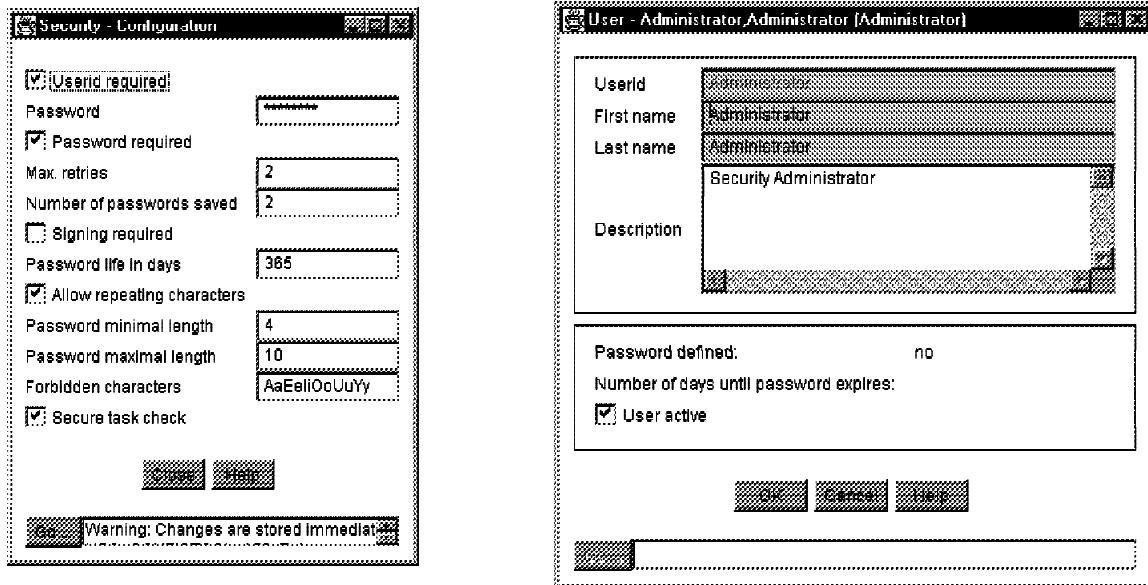 Security - Configuration
Userid required
Password ********
Password required
Max. retries 2
Number of passwords saved 2
Signing required
Password life in days 365
Allow repeating characters
Password minimal length 4
Password maximal length 10
Forbidden characters AaEeIiOoUuYy
Secure task check
Close Help
Go... Warning: Changes are stored immediat
User - Administrator,Administrator (Administrator)
UserId Administrator
First name Administrator
Last name Administrator
Description Security Administrator
Password defined: no
Number of days until password expires:
User active
OK Cancel Help